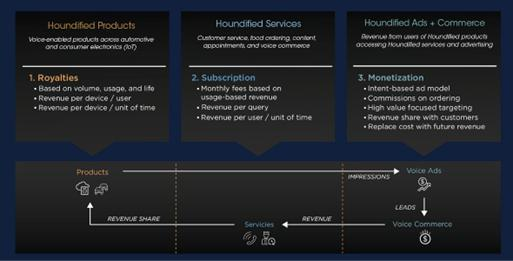 Houndified Products
Voice-enabled products across automotive
and consumer electronics (IoT)
1. Royalties
• Based on volume, usage, and life
• Revenue per device / user
• Revenue per device / unit of time
Houndified Services
Customer service, food ordering, content,
appointments, and voice commerce
2. Subscription
• Monthly fees based on
usage-based revenue
• Revenue per query
• Revenue per user / unit of time
Houndified Ads + Commerce
Revenue from users of Houndified products
accessing Houndified services and advertising
3. Monetization
• Intent-based ad model
• Commissions on ordering
• High value focused targeting
• Revenue share with customers
• Replace cost with future revenue
Products
IMPRESSIONS
Voice Ads
LEADS
REVENUE SHARE
Services
REVENUE
Voice Commerce